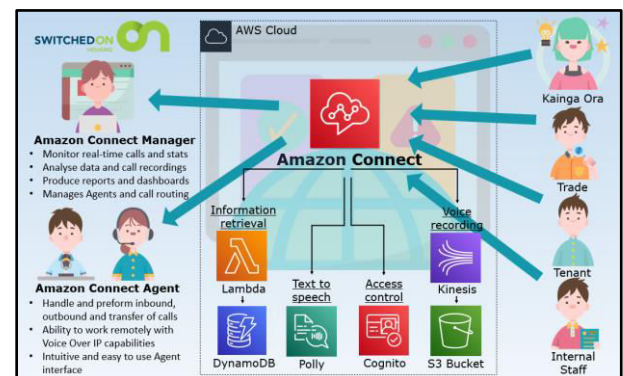 SWITCHEDON
HOUSING
AWS Cloud
Kainga Ora
Amazon Connect Manager
• Monitor real-time calls and stats
• Analyse data and call recordings
• Produce reports and dashboards
• Manages Agents and call routing
Amazon Connect
Trade
Information
retrieval
Voice
recording
Lambda
Text to
speech
Access
control
Kinesis
Tenant
Amazon Connect Agent
• Handle and preform inbound,
outbound and transfer of calls
• Ability to work remotely with
Voice Over IP capabilities
• Intuitive and easy to use Agent
interface
DynamoDB
Polly
Cognito
S3 Bucket
Internal
Staff